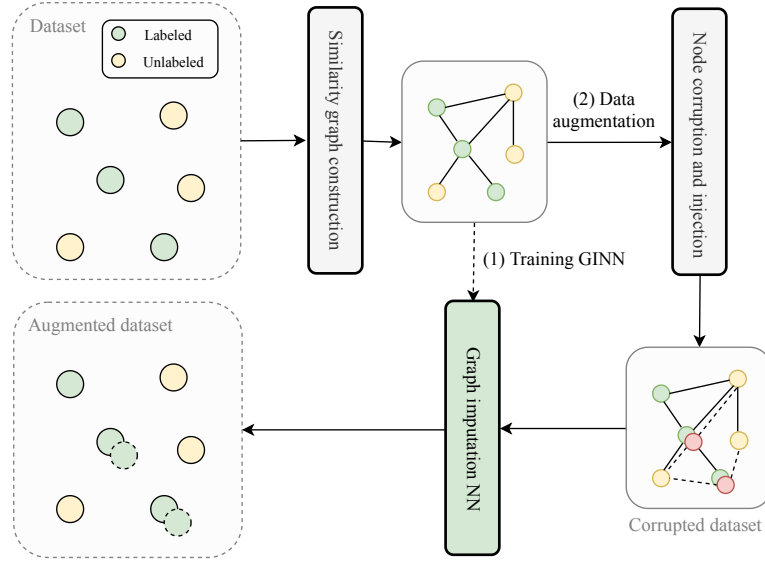 Dataset
Labeled
Unlabeled
Similarity graph construction
(2) Data
augmentation
Node corruption and injection
(1) Training GINN
Augmented dataset
Graph imputation NN
Corrupted dataset